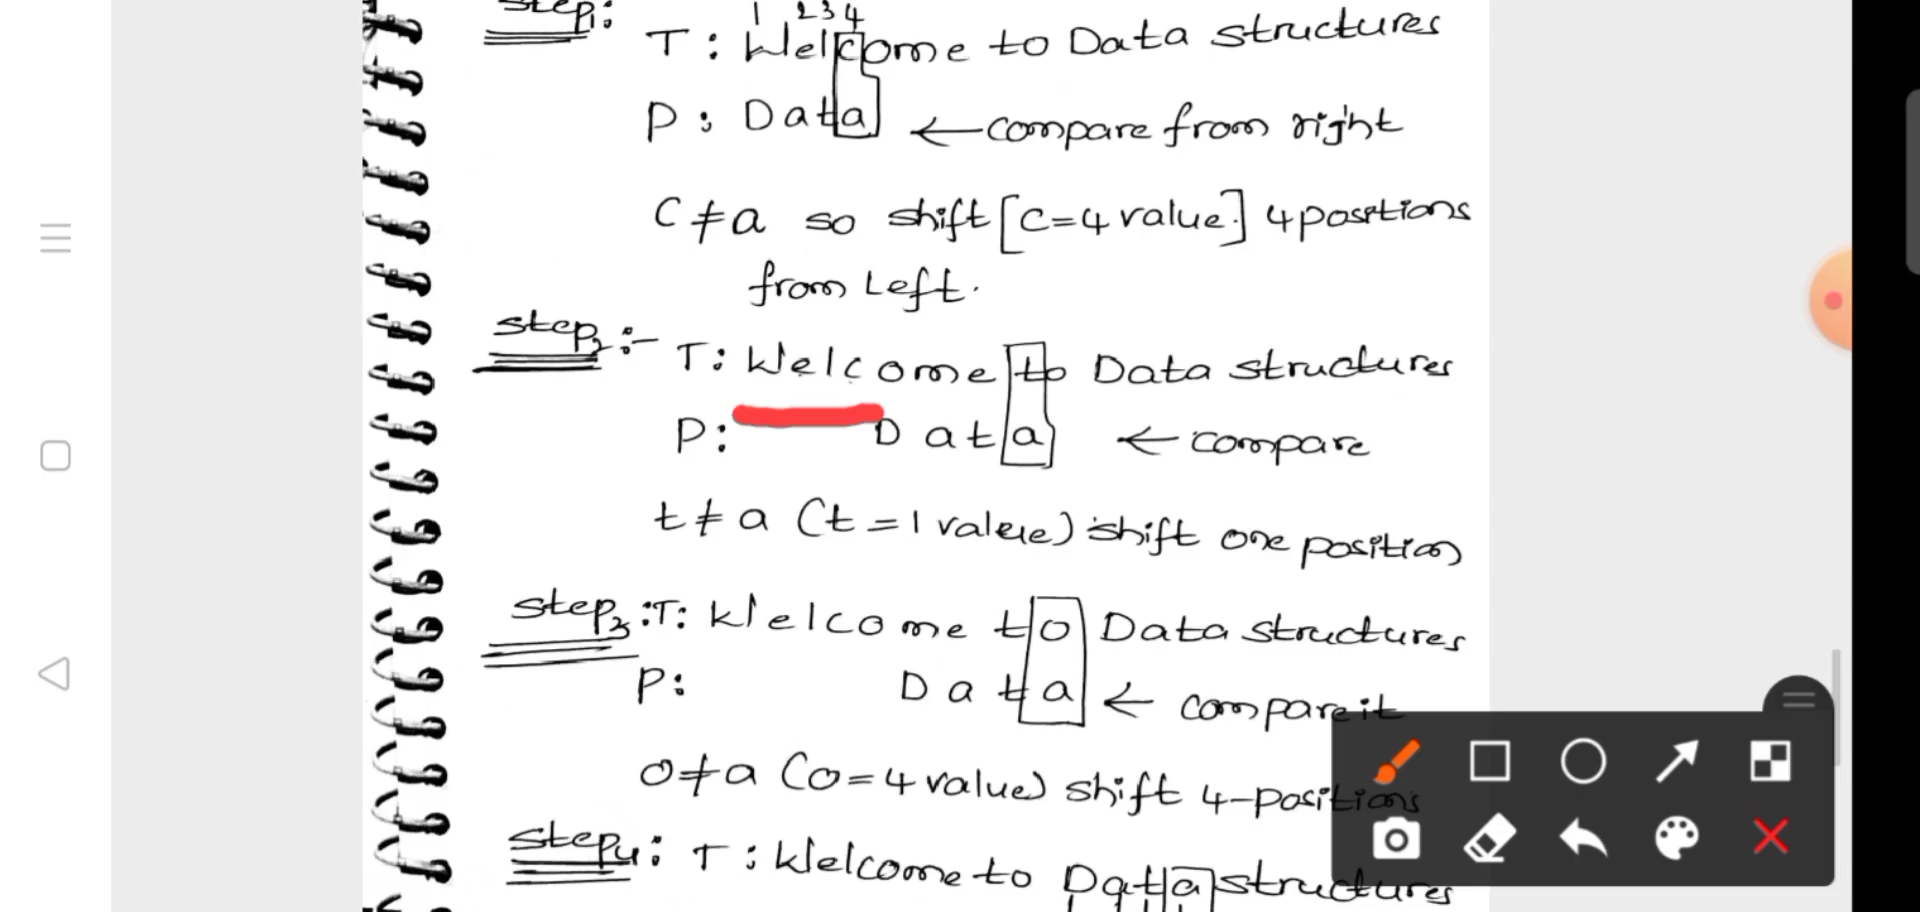 Step1:
1 2 3 4
T : Welcome to Data structures
P : Data ← compare from right
C ≠ a so shift [C=4 value] 4 positions
from Left.
Step2 :- T: Welcome to Data structures
P: Data ← compare
t ≠ a (t = 1 value) shift one position
Step3 : T: Welcome to Data structures
P: Data ← compare it
o ≠ a (o = 4 value) shift 4-positions
Step4 : T : Welcome to Data structures